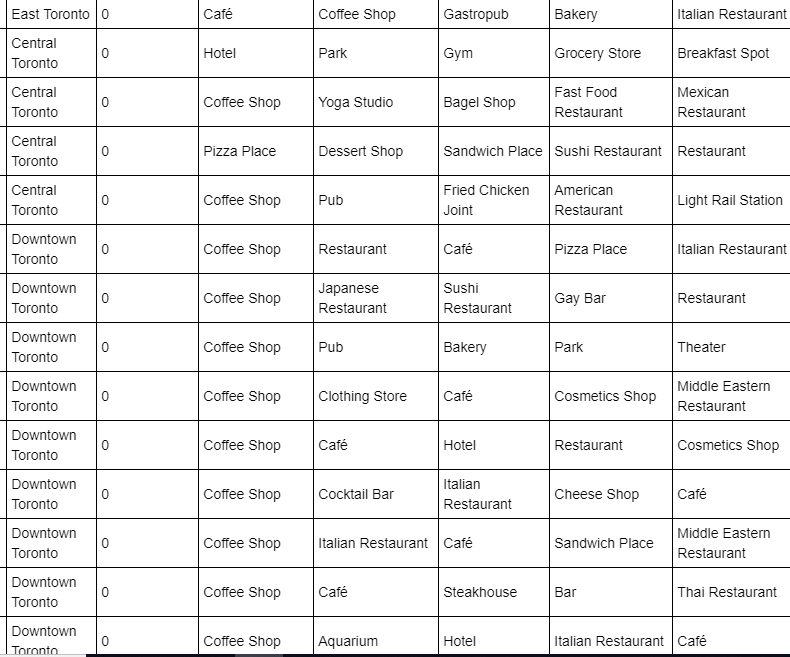 East Toronto 0 Café Coffee Shop Gastropub Bakery Italian Restaurant
Central Toronto 0 Hotel Park Gym Grocery Store Breakfast Spot
Central Toronto 0 Coffee Shop Yoga Studio Bagel Shop Fast Food Restaurant Mexican Restaurant
Central Toronto 0 Pizza Place Dessert Shop Sandwich Place Sushi Restaurant Restaurant
Central Toronto 0 Coffee Shop Pub Fried Chicken Joint American Restaurant Light Rail Station
Downtown Toronto 0 Coffee Shop Restaurant Café Pizza Place Italian Restaurant
Downtown Toronto 0 Coffee Shop Japanese Restaurant Sushi Restaurant Gay Bar Restaurant
Downtown Toronto 0 Coffee Shop Pub Bakery Park Theater
Downtown Toronto 0 Coffee Shop Clothing Store Café Cosmetics Shop Middle Eastern Restaurant
Downtown Toronto 0 Coffee Shop Café Hotel Restaurant Cosmetics Shop
Downtown Toronto 0 Coffee Shop Cocktail Bar Italian Restaurant Cheese Shop Café
Downtown Toronto 0 Coffee Shop Italian Restaurant Café Sandwich Place Middle Eastern Restaurant
Downtown Toronto 0 Coffee Shop Café Steakhouse Bar Thai Restaurant
Downtown Toronto 0 Coffee Shop Aquarium Hotel Italian Restaurant Café